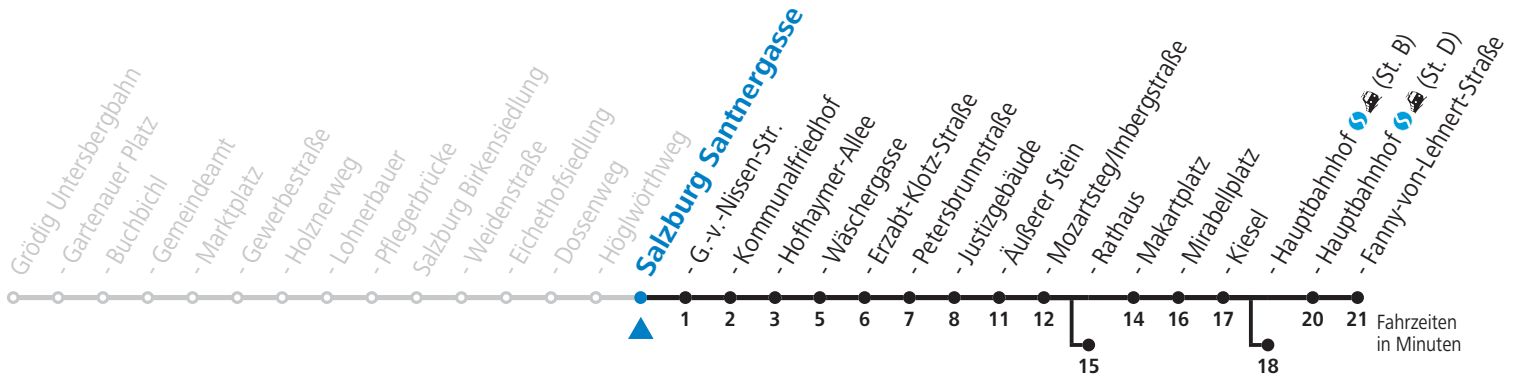 Grödig Untersbergbahn
- Gartenauer Platz
- Buchbichl
- Gemeindeamt
- Marktplatz
- Gewerbestraße
- Holznerweg
- Lohnerbauer
- Pflegerbrücke
Salzburg Birkensiedlung
- Weidenstraße
- Eichethofsiedlung
- Dossenweg
- Höglwörthweg
Salzburg Santnergasse
- G.-v.-Nissen-Str.
- Kommunalfriedhof
- Hofhaymer-Allee
- Wäschergasse
- Erzabt-Klotz-Straße
- Petersbrunnstraße
- Justizgebäude
- Äußerer Stein
- Mozartsteg/Imbergstraße
- Rathaus
- Makartplatz
- Mirabellplatz
- Kiesel
- Hauptbahnhof (St. B)
- Hauptbahnhof (St. D)
- Fanny-von-Lehnert-Straße
1 2 3 5 6 7 8 11 12 14 16 17 20 21 Fahrzeiten
in Minuten
15 18